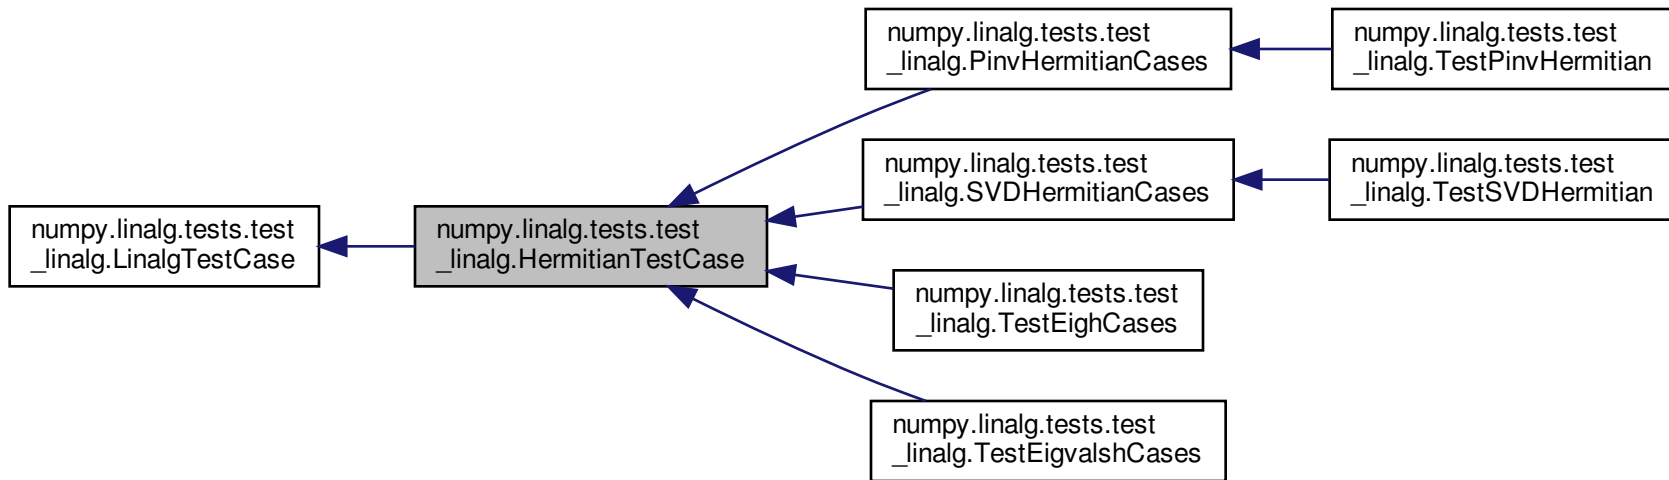 numpy.linalg.tests.test
_linalg.LinalgTestCase
numpy.linalg.tests.test
_linalg.HermitianTestCase
numpy.linalg.tests.test
_linalg.PinvHermitianCases
numpy.linalg.tests.test
_linalg.TestPinvHermitian
numpy.linalg.tests.test
_linalg.SVDHermitianCases
numpy.linalg.tests.test
_linalg.TestSVDHermitian
numpy.linalg.tests.test
_linalg.TestEighCases
numpy.linalg.tests.test
_linalg.TestEigvalshCases